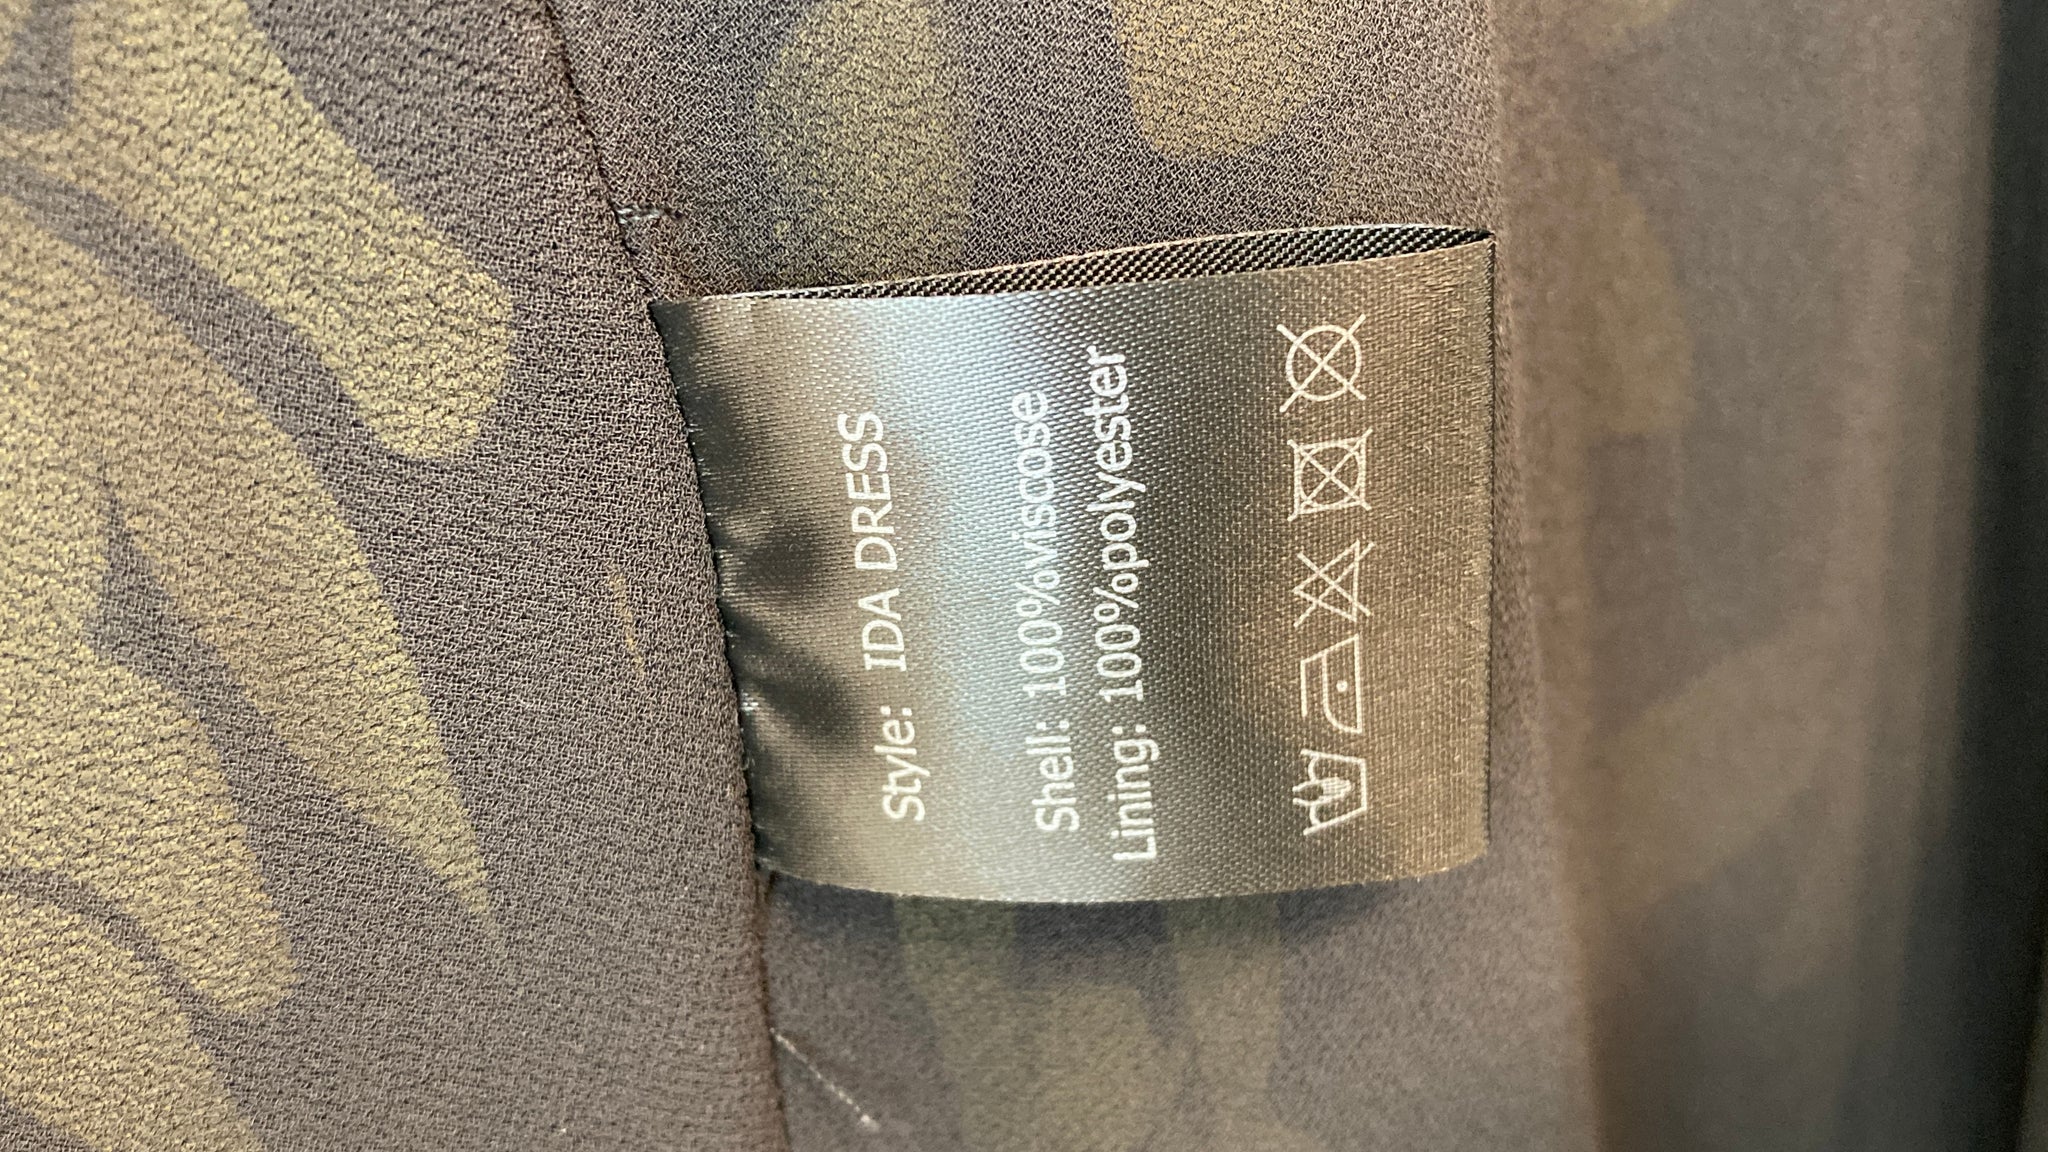 Style: IDA DRESS
Shell: 100%viscose
Lining: 100%polyester